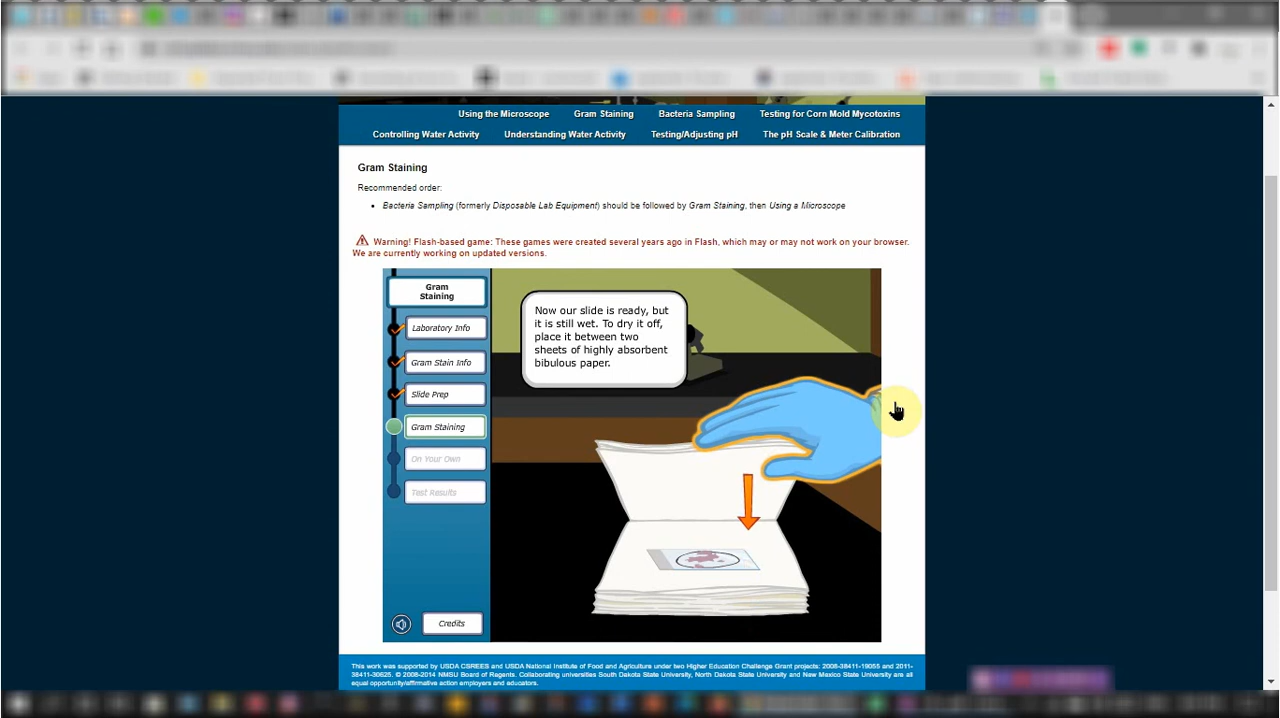 Using the Microscope Gram Staining Bacteria Sampling Testing for Corn Mold Mycotoxins
Controlling Water Activity Understanding Water Activity Testing/Adjusting pH The pH Scale & Meter Calibration
Gram Staining
Recommended order:
• Bacteria Sampling (formerly Disposable Lab Equipment) should be followed by Gram Staining, then Using a Microscope
Warning! Flash-based game: These games were created several years ago in Flash, which may or may not work on your browser.
We are currently working on updated versions.
Gram
Staining
Laboratory Info
Gram Stain Info
Slide Prep
Gram Staining
On Your Own
Test Results
Credits
Now our slide is ready, but
it is still wet. To dry it off,
place it between two
sheets of highly absorbent
bibulous paper.
This work was supported by USDA CSREES and USDA National Institute of Food and Agriculture under two Higher Education Challenge Grant projects: 2008-38411-19055 and 2011-
38411-30625. © 2008-2014 NMSU Board of Regents. Collaborating universities South Dakota State University, North Dakota State University and New Mexico State University are all
equal opportunity/affirmative action employers and educators.